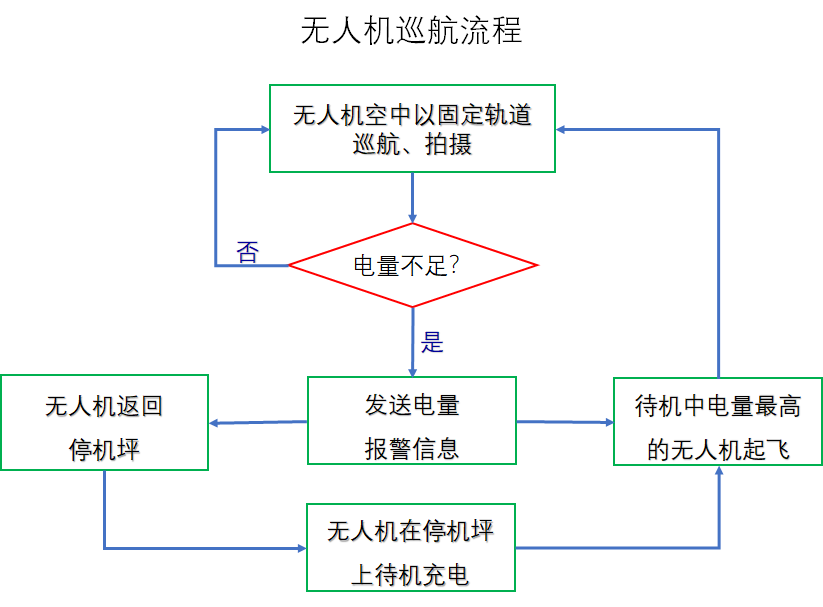 无人机巡航流程
无人机空中以固定轨道
巡航、拍摄
否
电量不足?
是
无人机返回
停机坪
发送电量
报警信息
待机中电量最高
的无人机起飞
无人机在停机坪
上待机充电